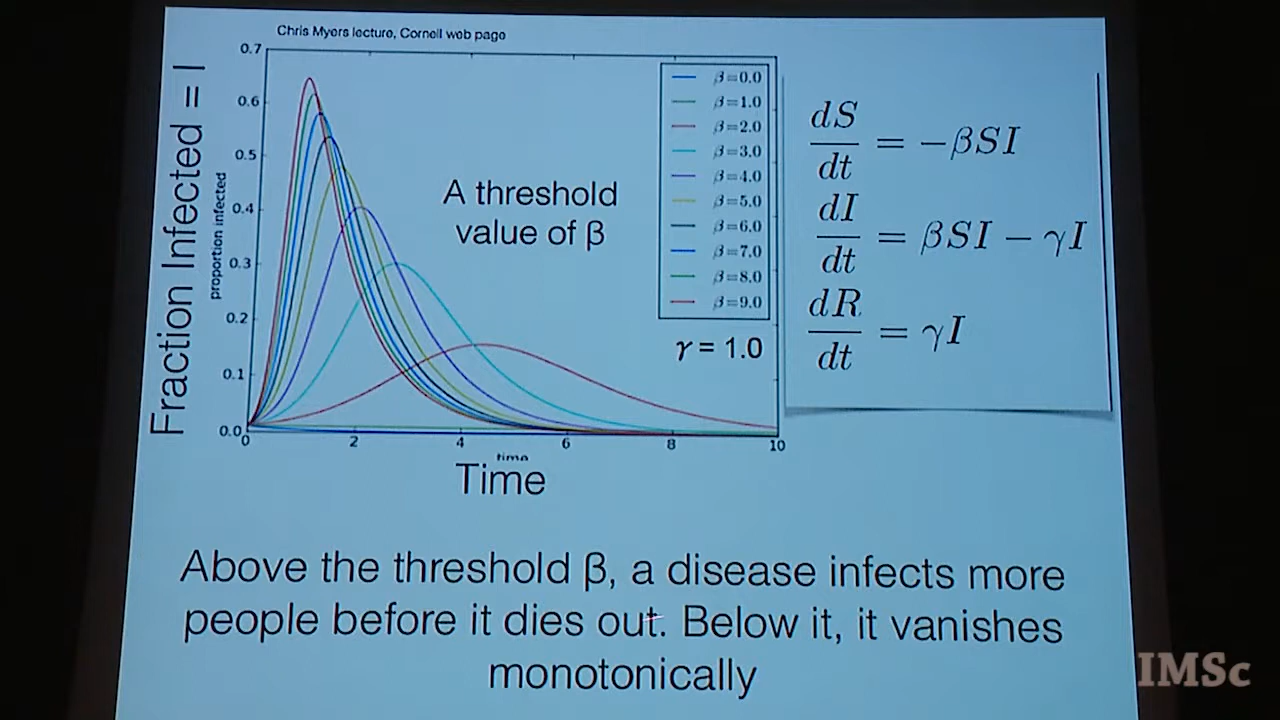 Chris Myers lecture, Cornell web page
Fraction Infected = I
proportion infected
0.7
0.6
0.5
0.4
0.3
0.2
0.1
0.0
0
2
4
6
8
10
time
Time
A threshold
value of β
β=0.0
β=1.0
β=2.0
β=3.0
β=4.0
β=5.0
β=6.0
β=7.0
β=8.0
β=9.0
γ = 1.0
dS/dt = −βSI
dI/dt = βSI − γI
dR/dt = γI
Above the threshold β, a disease infects more
people before it dies out. Below it, it vanishes
monotonically
IMSc